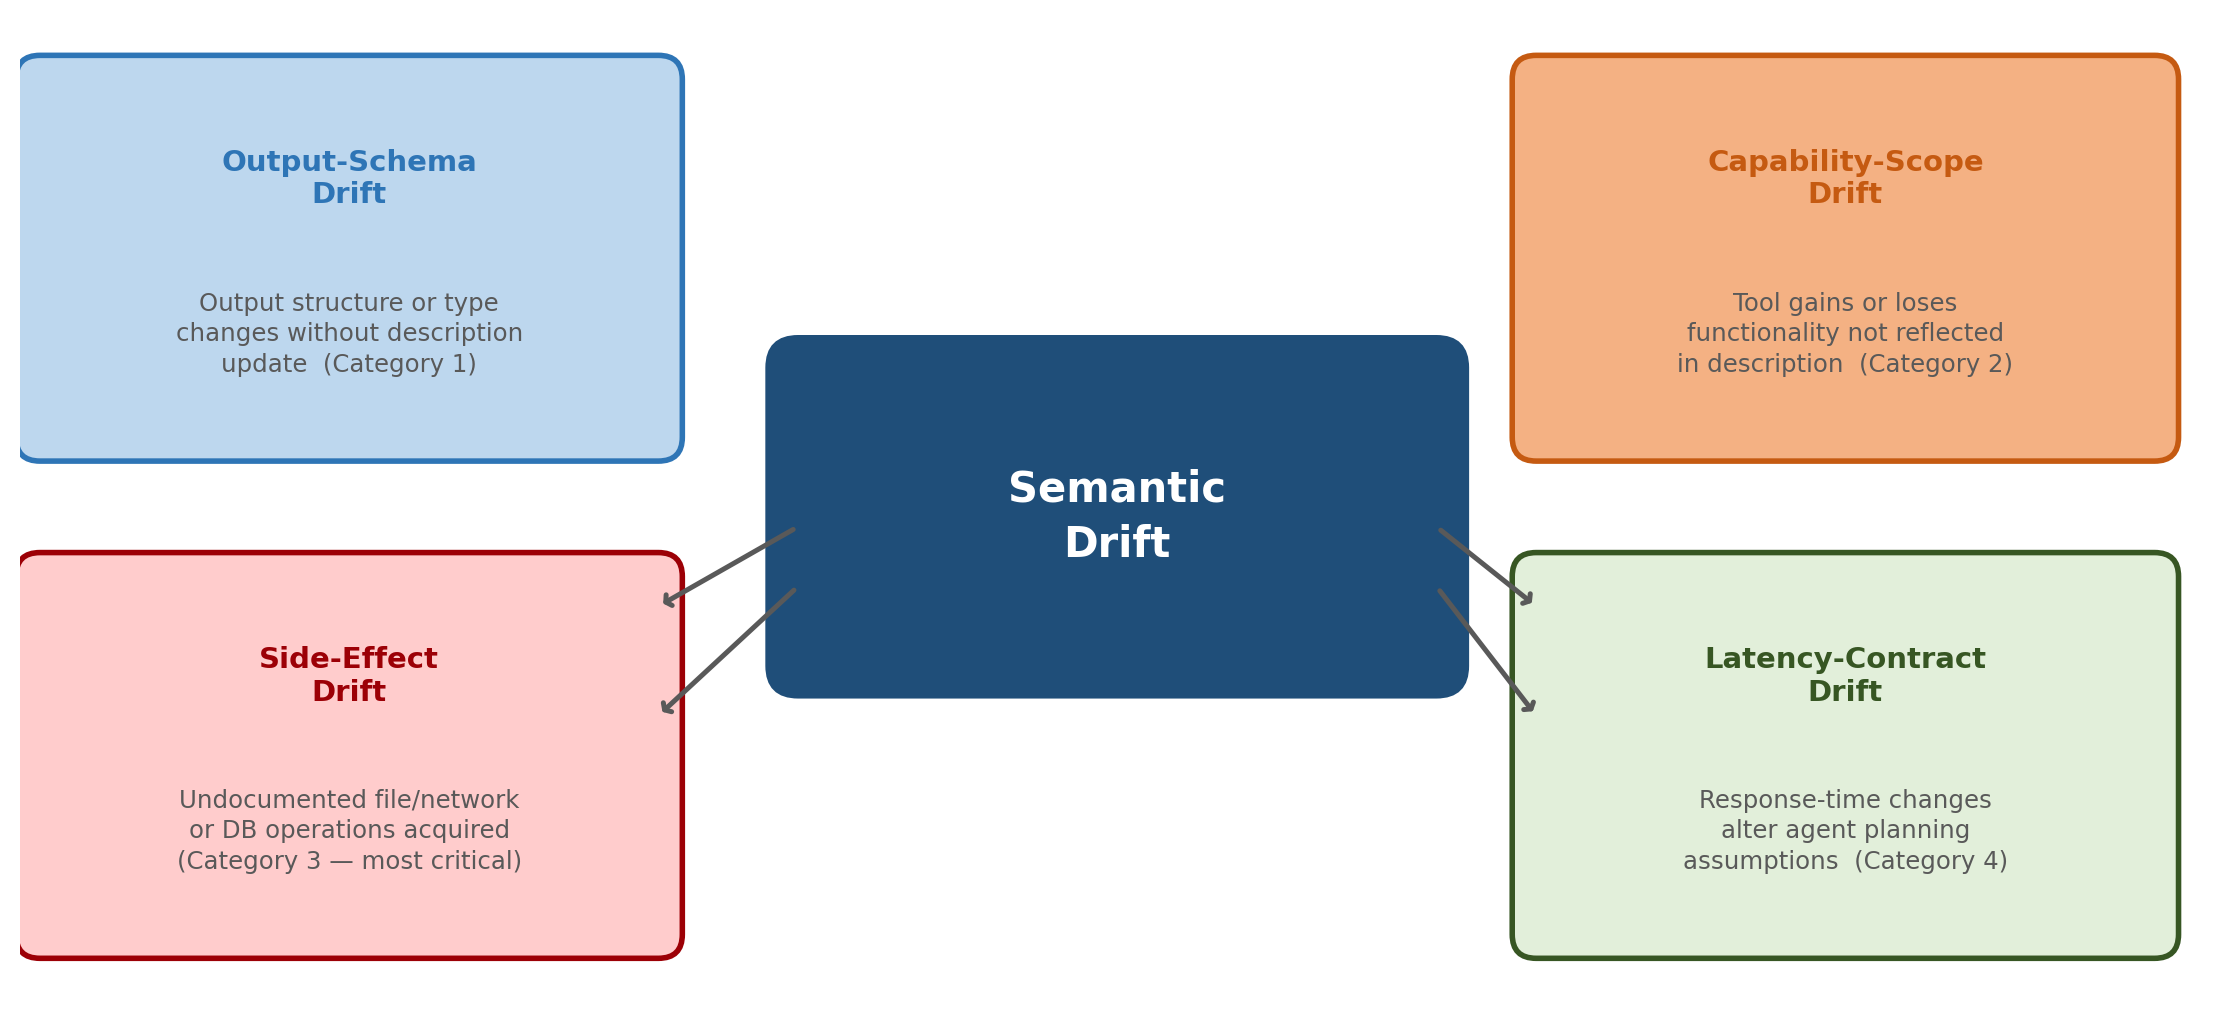 Output-Schema
Drift
Output structure or type
changes without description
update  (Category 1)
Capability-Scope
Drift
Tool gains or loses
functionality not reflected
in description  (Category 2)
Semantic
Drift
Side-Effect
Drift
Undocumented file/network
or DB operations acquired
(Category 3 — most critical)
Latency-Contract
Drift
Response-time changes
alter agent planning
assumptions  (Category 4)